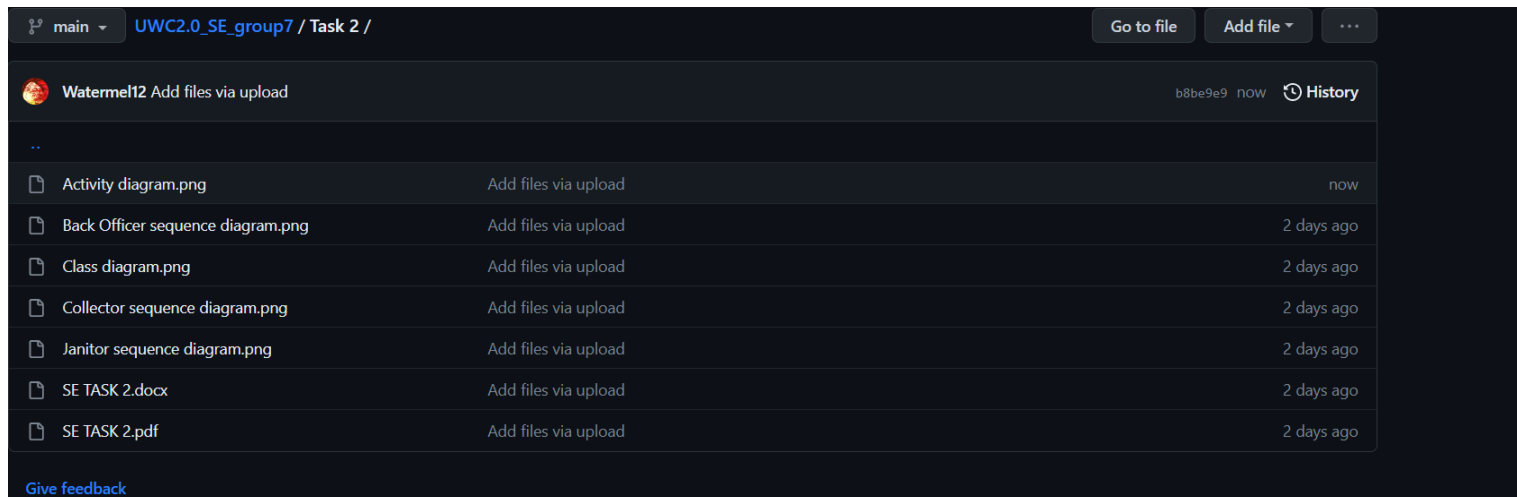 main UWC2.0_SE_group7 / Task 2 / Go to file Add file ...
Watermel12 Add files via upload b8be9e9 now History
..
Activity diagram.png Add files via upload now
Back Officer sequence diagram.png Add files via upload 2 days ago
Class diagram.png Add files via upload 2 days ago
Collector sequence diagram.png Add files via upload 2 days ago
Janitor sequence diagram.png Add files via upload 2 days ago
SE TASK 2.docx Add files via upload 2 days ago
SE TASK 2.pdf Add files via upload 2 days ago
Give feedback